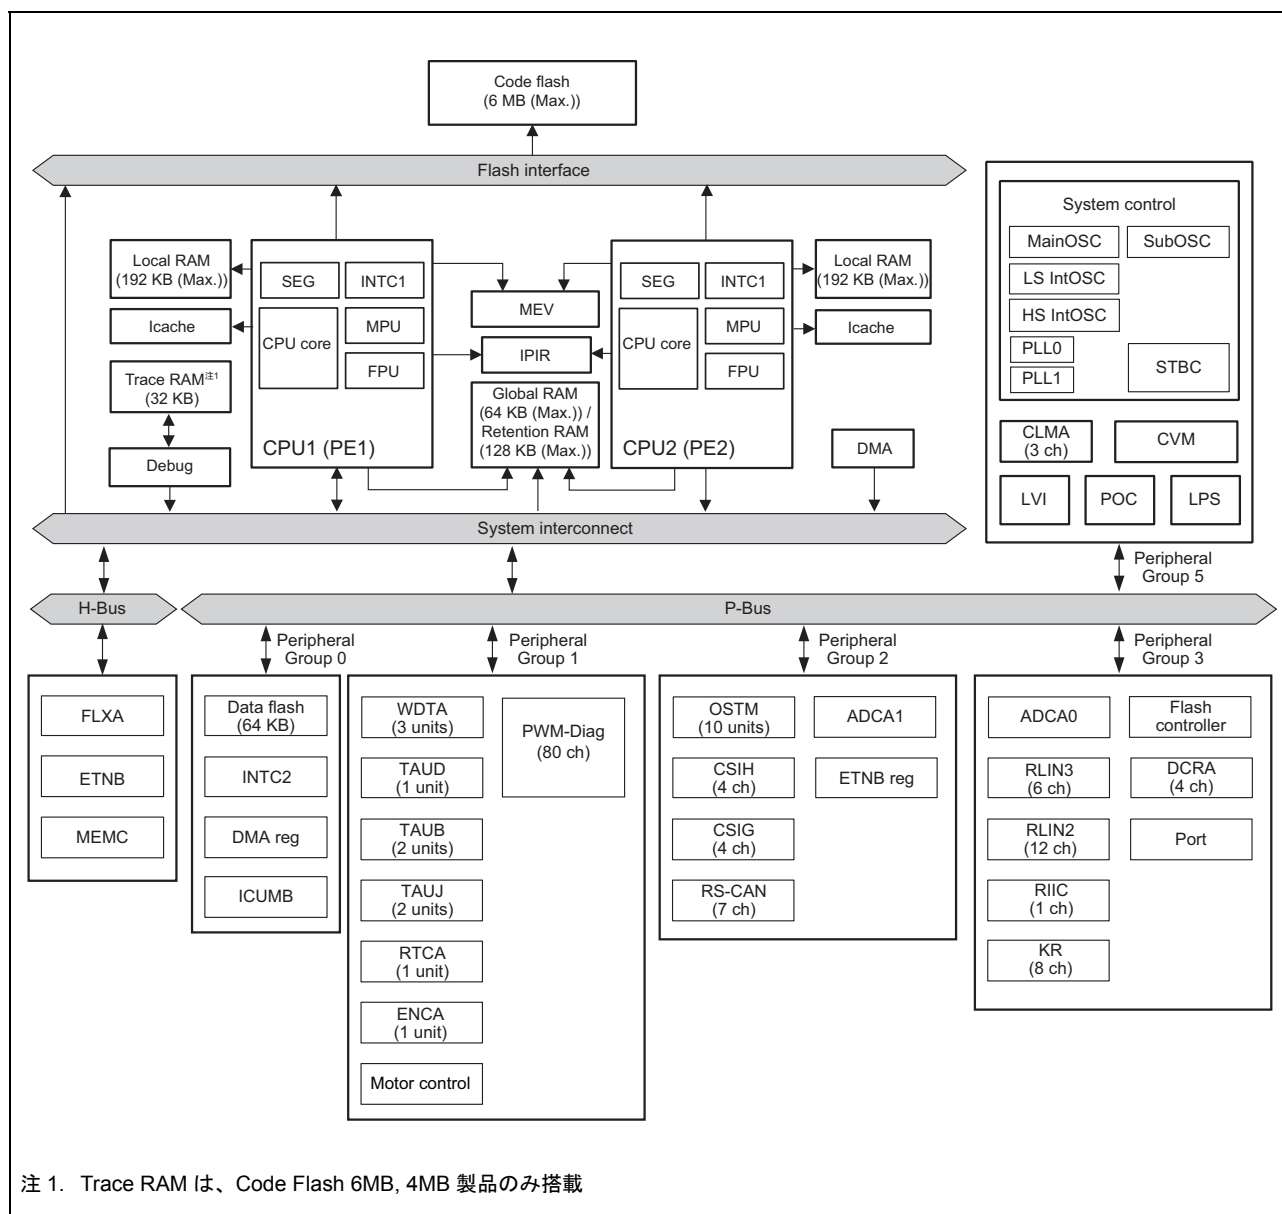 Code flash
(6 MB (Max.))
Flash interface
Local RAM
(192 KB (Max.))
Icache
Trace RAM注1
(32 KB)
Debug
SEG
INTC1
CPU core
MPU
FPU
CPU1 (PE1)
MEV
IPIR
Global RAM
(64 KB (Max.)) /
Retention RAM
(128 KB (Max.))
SEG
INTC1
CPU core
MPU
FPU
CPU2 (PE2)
Local RAM
(192 KB (Max.))
Icache
DMA
System control
MainOSC
SubOSC
LS IntOSC
HS IntOSC
PLL0
PLL1
STBC
CLMA
(3 ch)
CVM
LVI
POC
LPS
System interconnect
Peripheral
Group 5
H-Bus
P-Bus
Peripheral
Group 0
Peripheral
Group 1
Peripheral
Group 2
Peripheral
Group 3
FLXA
ETNB
MEMC
Data flash
(64 KB)
INTC2
DMA reg
ICUMB
WDTA
(3 units)
TAUD
(1 unit)
TAUB
(2 units)
TAUJ
(2 units)
RTCA
(1 unit)
ENCA
(1 unit)
Motor control
PWM-Diag
(80 ch)
OSTM
(10 units)
CSIH
(4 ch)
CSIG
(4 ch)
RS-CAN
(7 ch)
ADCA1
ETNB reg
ADCA0
RLIN3
(6 ch)
RLIN2
(12 ch)
RIIC
(1 ch)
KR
(8 ch)
Flash
controller
DCRA
(4 ch)
Port
注 1. Trace RAM は、Code Flash 6MB, 4MB 製品のみ搭載